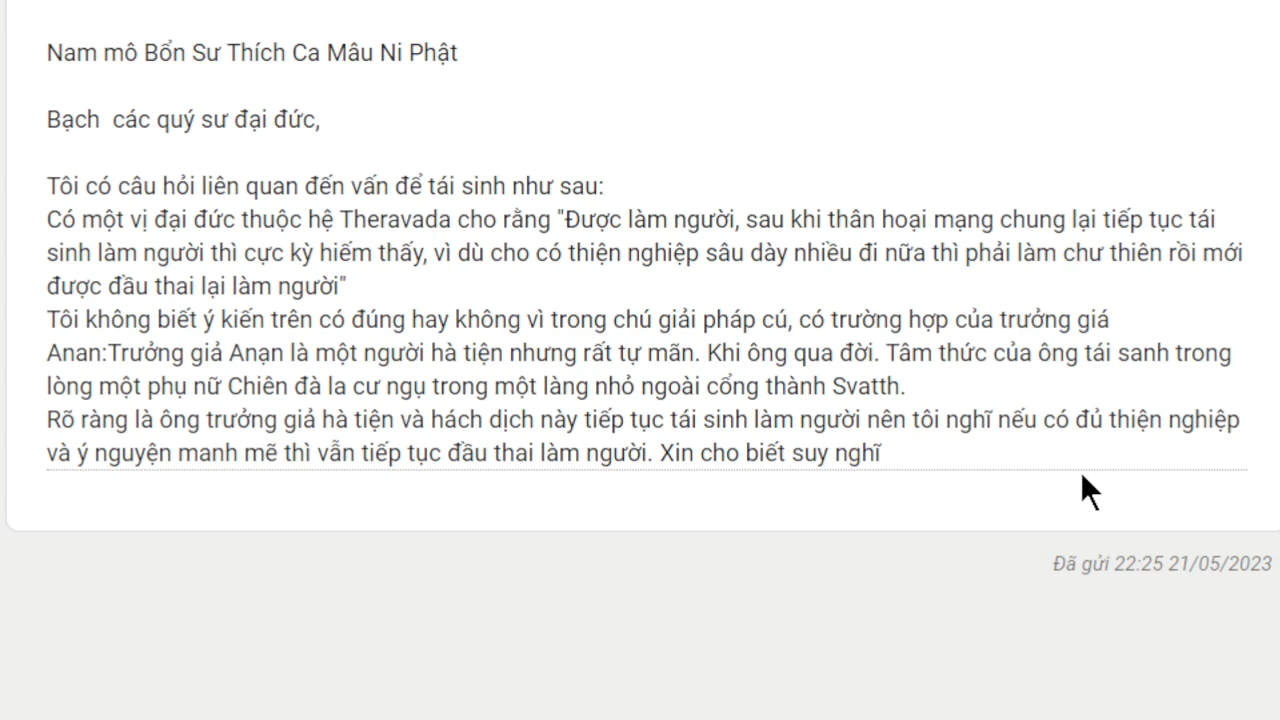 Nam mô Bổn Sư Thích Ca Mâu Ni Phật
Bạch các quý sư đại đức,
Tôi có câu hỏi liên quan đến vấn để tái sinh như sau:
Có một vị đại đức thuộc hệ Theravada cho rằng "Được làm người, sau khi thân hoại mạng chung lại tiếp tục tái
sinh làm người thì cực kỳ hiếm thấy, vì dù cho có thiện nghiệp sâu dày nhiều đi nữa thì phải làm chư thiên rồi mới
được đầu thai lại làm người"
Tôi không biết ý kiến trên có đúng hay không vì trong chú giải pháp cú, có trường hợp của trưởng giá
Anan:Trưởng giả Anạn là một người hà tiện nhưng rất tự mãn. Khi ông qua đời. Tâm thức của ông tái sanh trong
lòng một phụ nữ Chiên đà la cư ngụ trong một làng nhỏ ngoài cổng thành Svatth.
Rõ ràng là ông trưởng giả hà tiện và hách dịch này tiếp tục tái sinh làm người nên tôi nghĩ nếu có đủ thiện nghiệp
và ý nguyện manh mẽ thì vẫn tiếp tục đầu thai làm người. Xin cho biết suy nghĩ
Đã gửi 22:25 21/05/2023